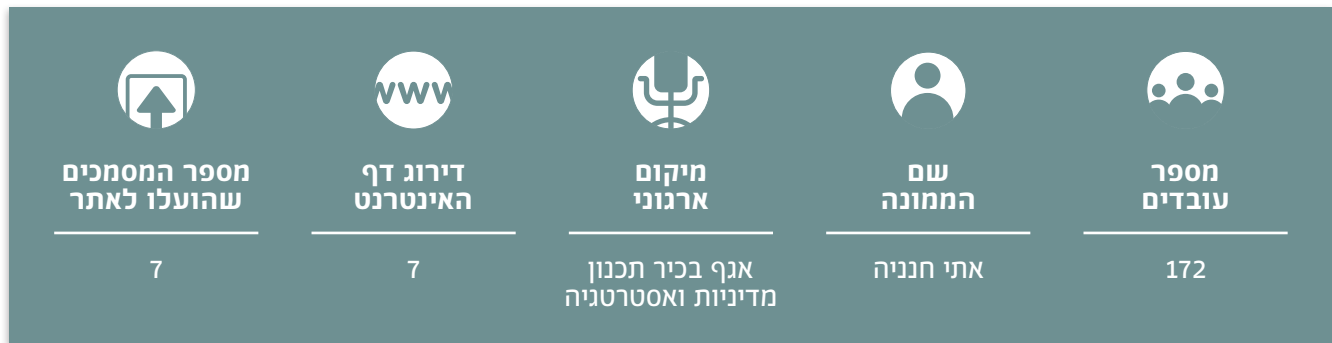 מספר
עובדים
172
שם
הממונה
אתי חנניה
מיקום
ארגוני
אגף בכיר תכנון
מדיניות ואסטרטגיה
www
דירוג דף
האינטרנט
7
מספר המסמכים
שהועלו לאתר
7